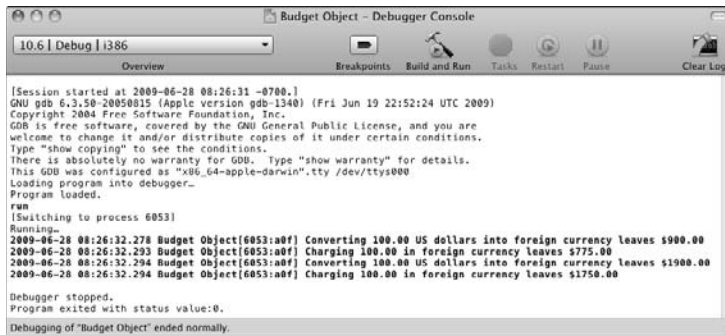 Budget Object – Debugger Console
10.6 | Debug | i386
Overview
Breakpoints
Build and Run
Tasks
Restart
Pause
Clear Log
[Session started at 2009-06-28 08:26:31 -0700.]
GNU gdb 6.3.50-20050815 (Apple version gdb-1340) (Fri Jun 19 22:52:24 UTC 2009)
Copyright 2004 Free Software Foundation, Inc.
GDB is free software, covered by the GNU General Public License, and you are
welcome to change it and/or distribute copies of it under certain conditions.
Type "show copying" to see the conditions.
There is absolutely no warranty for GDB.  Type "show warranty" for details.
This GDB was configured as "x86_64-apple-darwin".tty /dev/ttys000
Loading program into debugger…
Program loaded.
run
[Switching to process 6053]
Running…
2009-06-28 08:26:32.278 Budget Object[6053:a0f] Converting 100.00 US dollars into foreign currency leaves $900.00
2009-06-28 08:26:32.293 Budget Object[6053:a0f] Charging 100.00 in foreign currency leaves $775.00
2009-06-28 08:26:32.294 Budget Object[6053:a0f] Converting 100.00 US dollars into foreign currency leaves $1900.00
2009-06-28 08:26:32.294 Budget Object[6053:a0f] Charging 100.00 in foreign currency leaves $1750.00
Debugger stopped.
Program exited with status value:0.
Debugging of "Budget Object" ended normally.